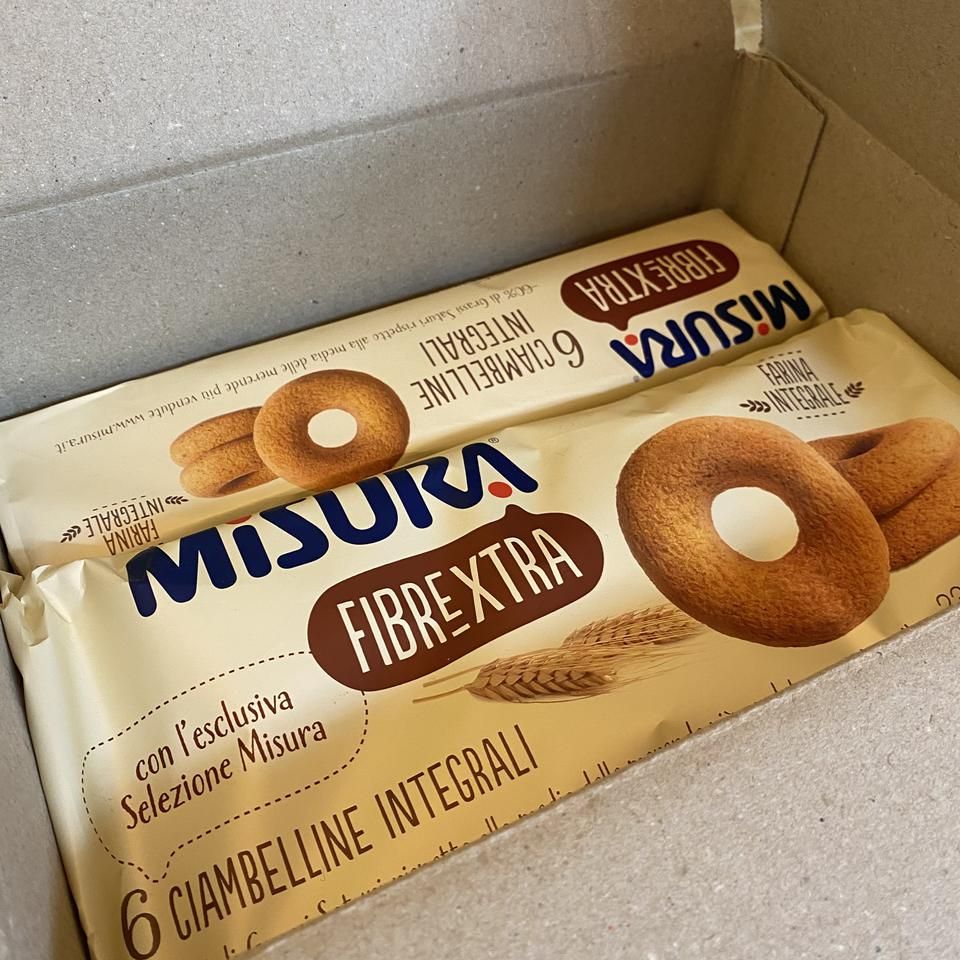 FIBREXTRA
MiSURA
6 CIAMBELLINE
INTEGRALI
-60% di Grassi Saturi rispetto alla media delle merende più vendute www.misura.it
FARINA
INTEGRALE
MiSURA®
FIBREXTRA
FARINA
INTEGRALE
con l'esclusiva
Selezione Misura
6 CIAMBELLINE INTEGRALI